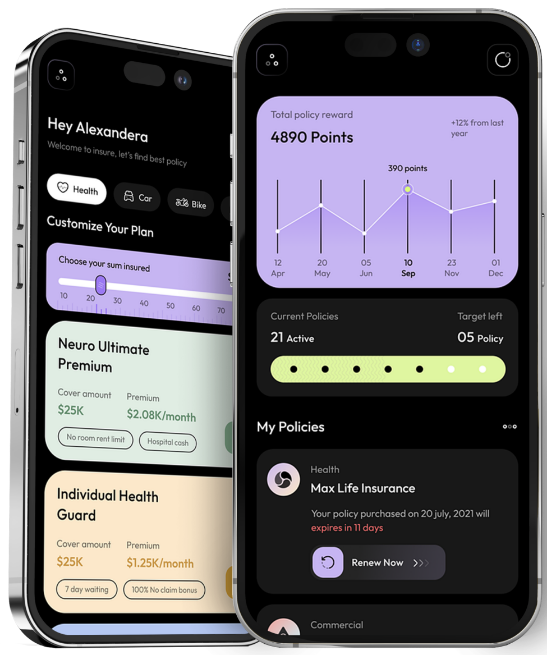 Hey Alexandera
Welcome to insure, let's find best policy
Health
Car
Bike
Customize Your Plan
Choose your sum insured
10 20 30 40 50 60 70
Neuro Ultimate
Premium
Cover amount Premium
$25K $2.08K/month
No room rent limit Hospital cash
Individual Health
Guard
Cover amount Premium
$25K $1.25K/month
7 day waiting 100% No claim bonus
Total policy reward
4890 Points
+12% from last
year
390 points
12 20 05 10 23 01
Apr May Jun Sep Nov Dec
Current Policies Target left
21 Active 05 Policy
My Policies
Health
Max Life Insurance
Your policy purchased on 20 july, 2021 will
expires in 11 days
Renew Now
Commercial